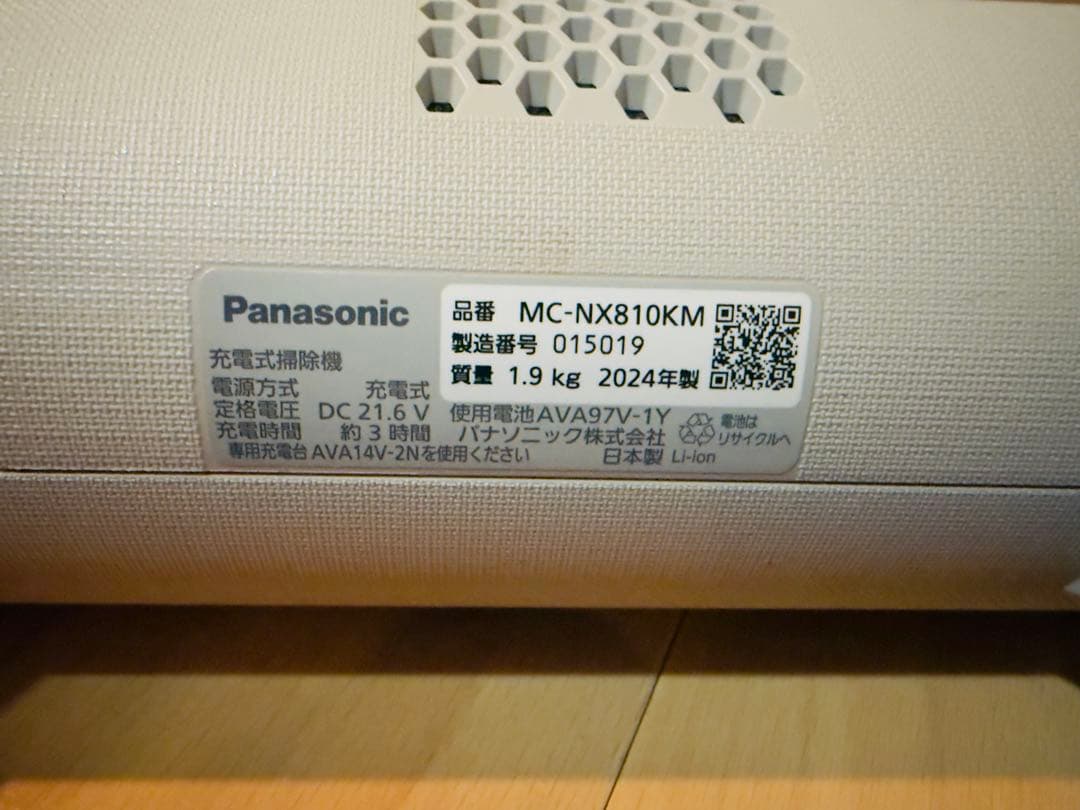 Panasonic
品番 MC-NX810KM
製造番号 015019
質量 1.9 kg 2024年製
充電式掃除機
電源方式 充電式
定格電圧 DC 21.6 V 使用電池AVA97V-1Y
充電時間 約3時間 パナソニック株式会社
専用充電台 AVA14V-2Nを使用ください 日本製 Li-ion
電池は
リサイクルへ